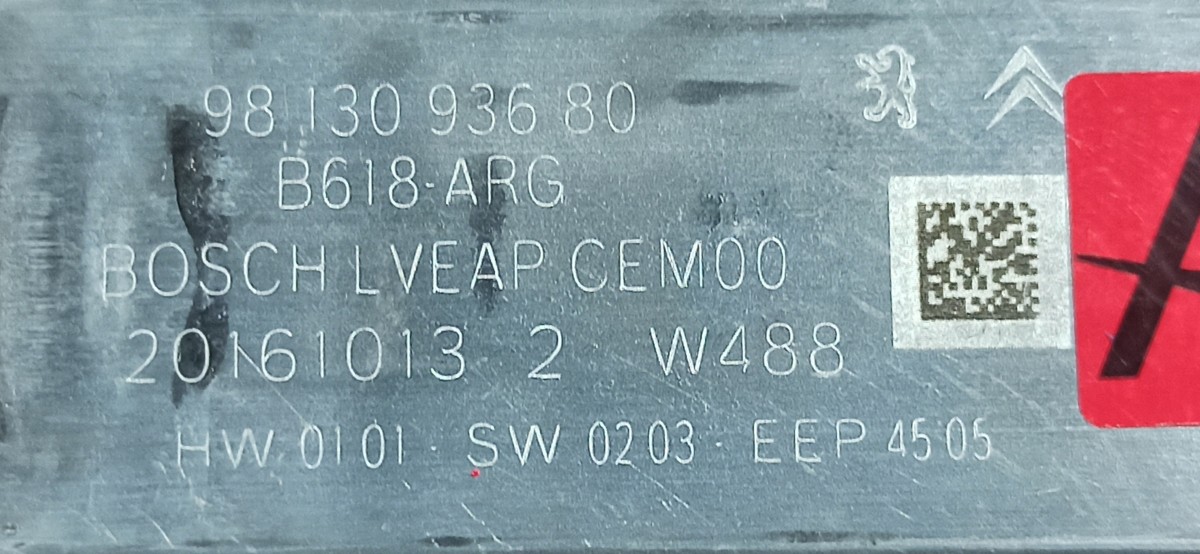 98 130 936 80
B618-ARG
BOSCH LVEAP CEM00
20161013 2 W488
HW 0101 - SW 0203 - EEP 4505